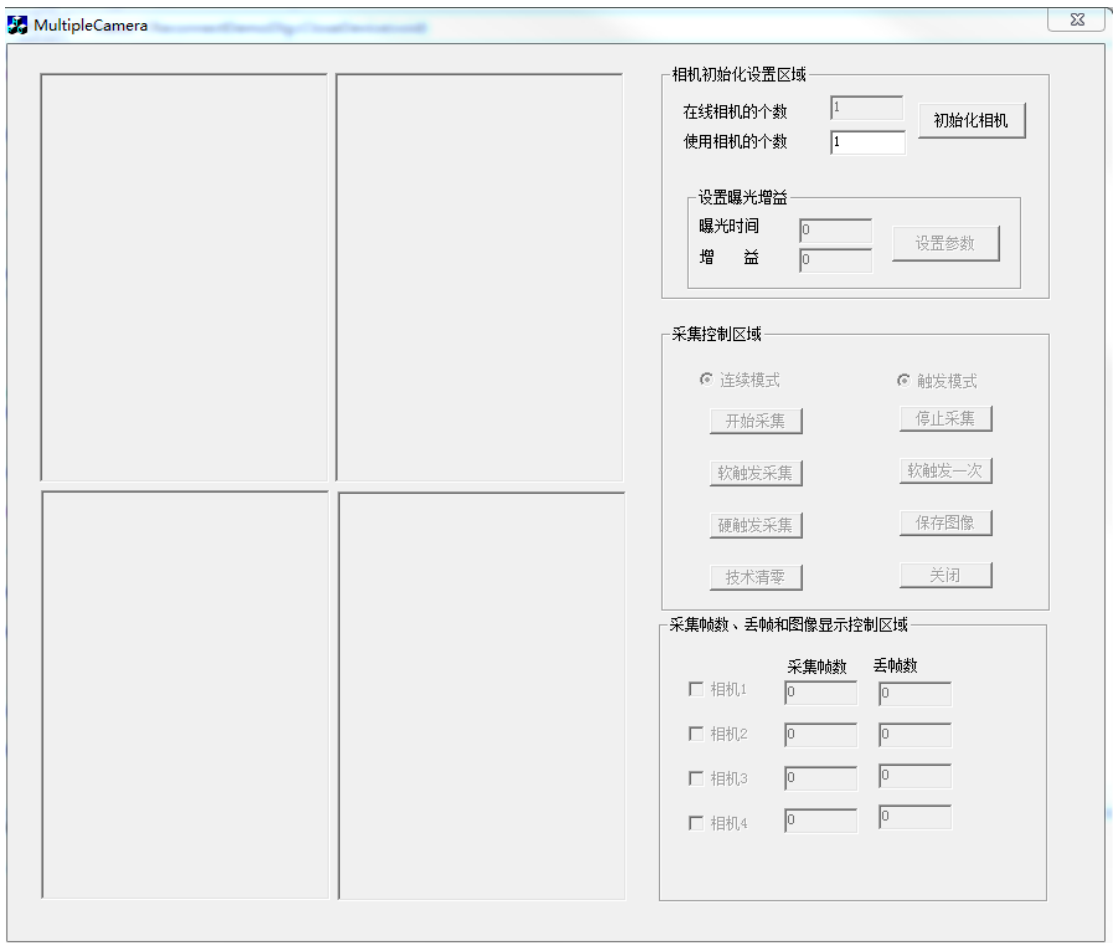 MultipleCamera
相机初始化设置区域
在线相机的个数 1
初始化相机
使用相机的个数 1
设置曝光增益
曝光时间 0
设置参数
增 益 0
采集控制区域
连续模式 触发模式
开始采集 停止采集
软触发采集 软触发一次
硬触发采集 保存图像
技术清零 关闭
采集帧数、丢帧和图像显示控制区域
采集帧数 丢帧数
相机1 0 0
相机2 0 0
相机3 0 0
相机4 0 0